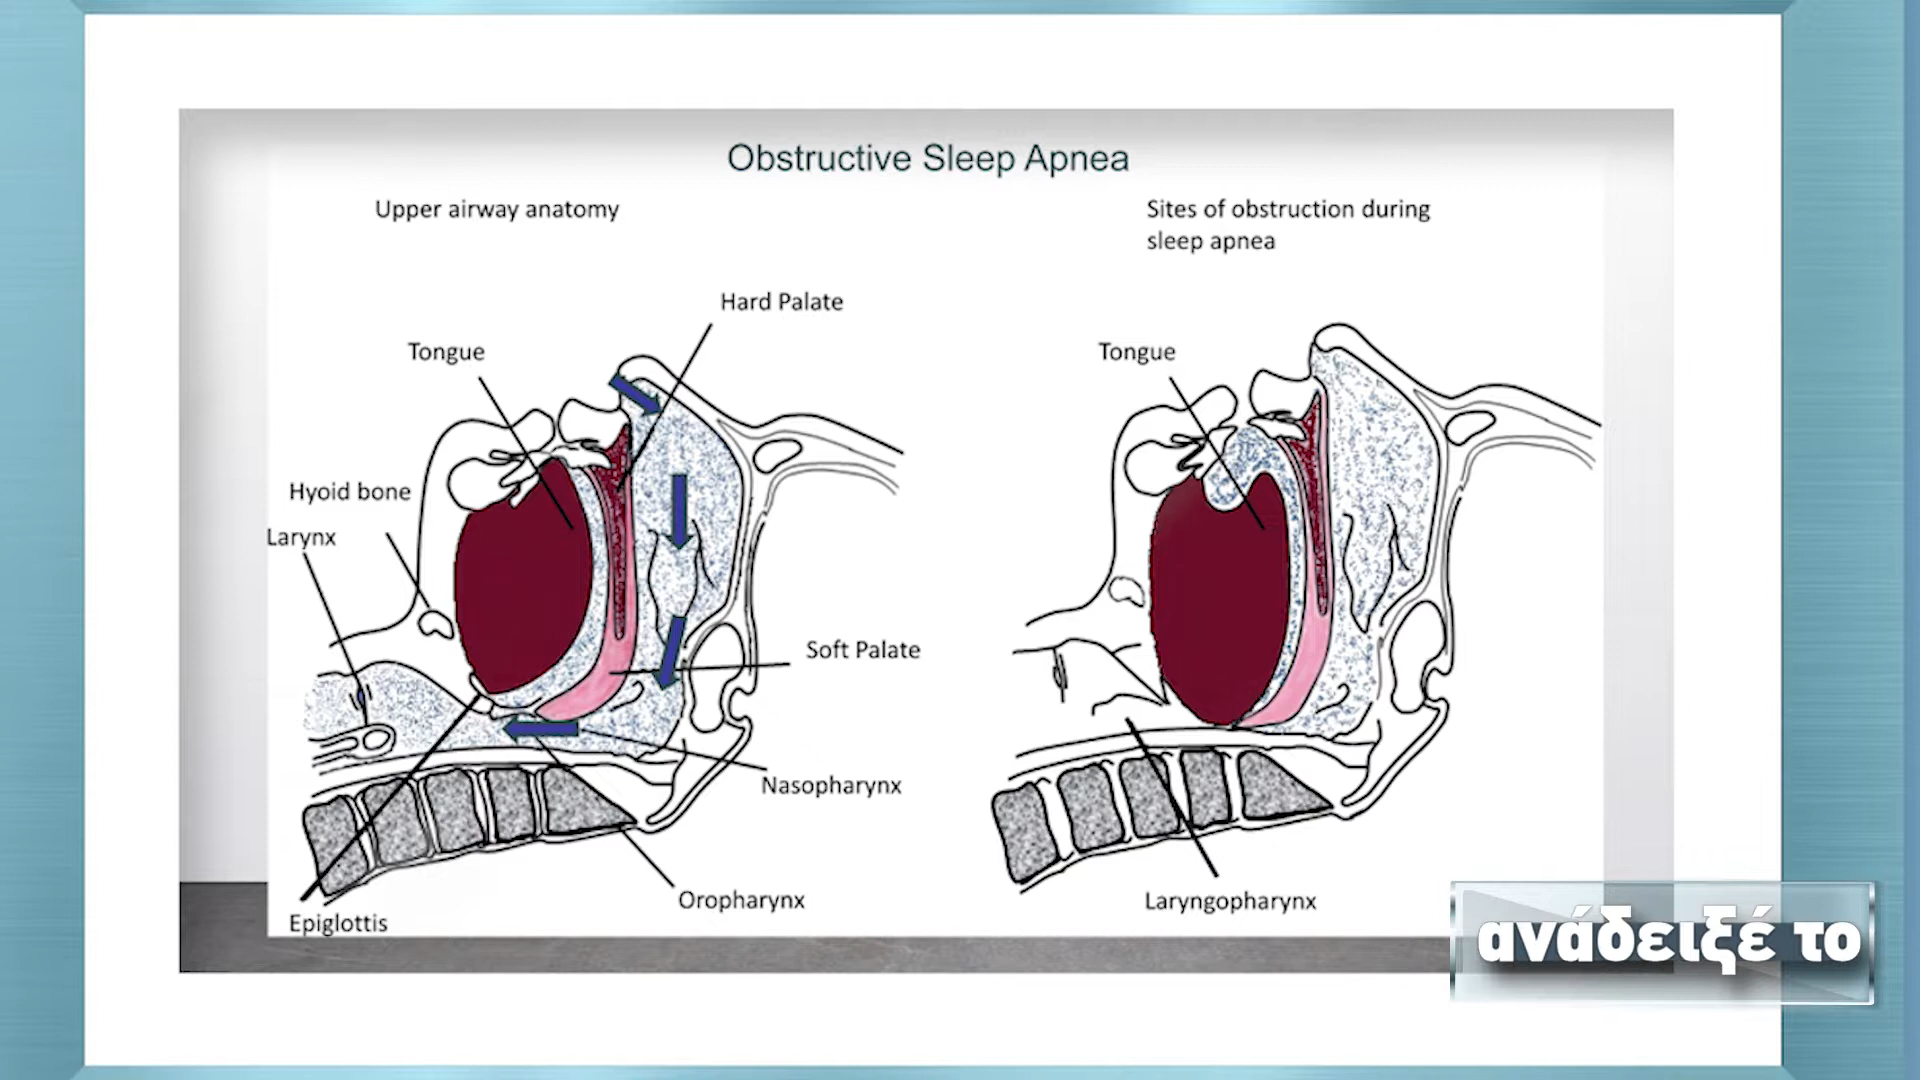 Obstructive Sleep Apnea
Upper airway anatomy
Hard Palate
Tongue
Hyoid bone
Larynx
Soft Palate
Nasopharynx
Oropharynx
Epiglottis
Sites of obstruction during
sleep apnea
Tongue
Laryngopharynx
ανάδειξέ το